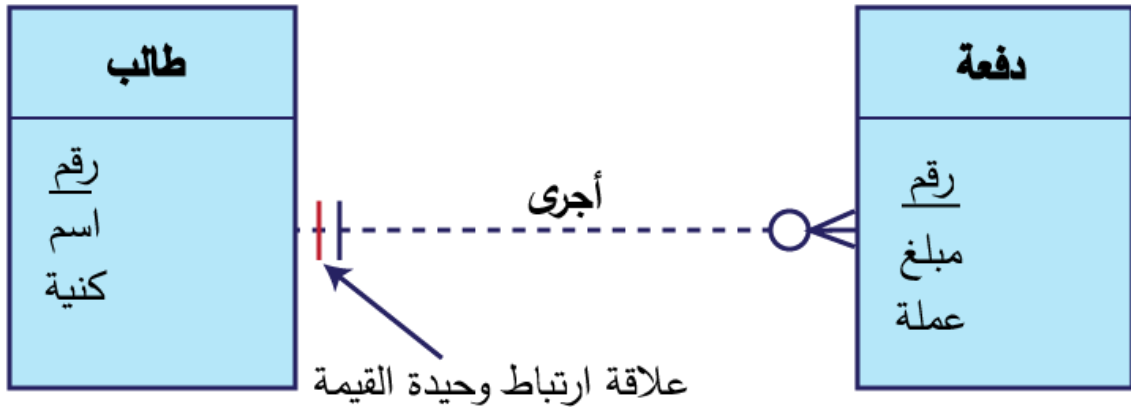 طالب
رقم
اسم
كنية
أجرى
دفعة
رقم
مبلغ
عملة
علاقة ارتباط وحيدة القيمة